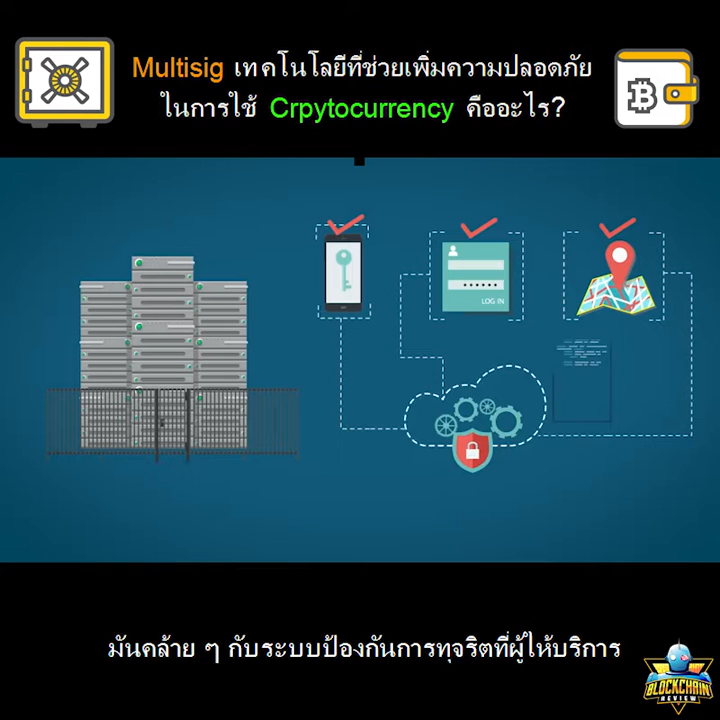 Multisig เทคโนโลยีที่ช่วยเพิ่มความปลอดภัย
ในการใช้ Crpytocurrency คืออะไร?
LOG IN
มันคล้าย ๆ กับระบบป้องกันการทุจริตที่ผู้ให้บริการ
BLOCKCHAIN
REVIEW